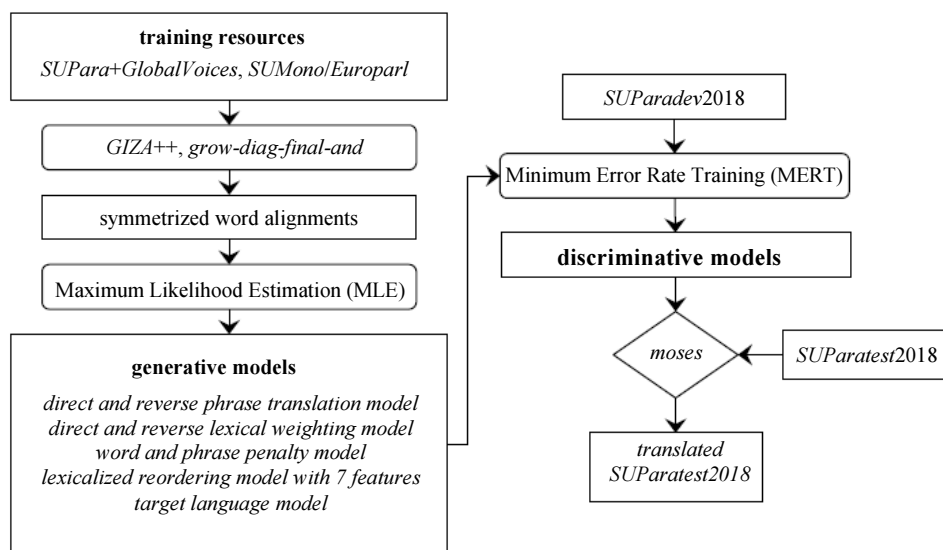 training resources
SUPara+GlobalVoices, SUMono/Europarl
GIZA++, grow-diag-final-and
symmetrized word alignments
Maximum Likelihood Estimation (MLE)
generative models
direct and reverse phrase translation model
direct and reverse lexical weighting model
word and phrase penalty model
lexicalized reordering model with 7 features
target language model
SUParadev2018
Minimum Error Rate Training (MERT)
discriminative models
moses
SUParatest2018
translated
SUParatest2018